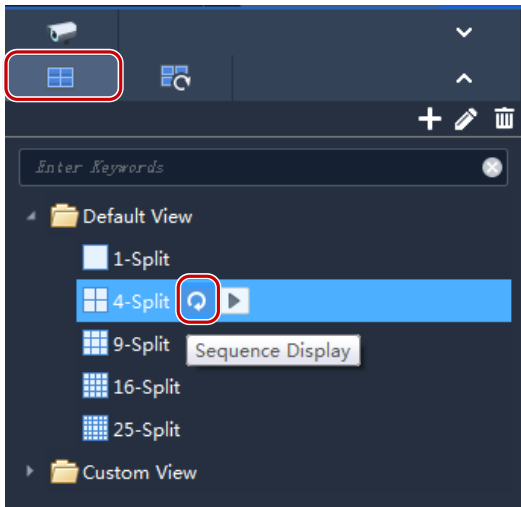 Enter Keywords
Default View
1-Split
4-Split
9-Split
Sequence Display
16-Split
25-Split
Custom View